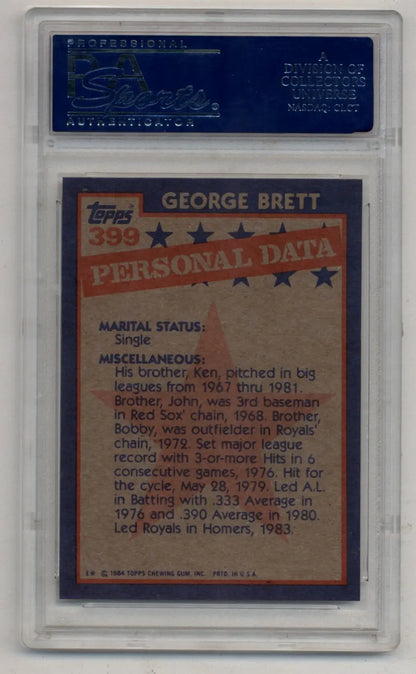 PROFESSIONAL
PSA
Sports.
AUTHENTICATOR
A
DIVISION OF
COLLECTORS
UNIVERSE
NASDAQ: CLCT
GEORGE BRETT
TOPPS
399
PERSONAL DATA
MARITAL STATUS:
Single
MISCELLANEOUS:
His brother, Ken, pitched in big
leagues from 1967 thru 1981.
Brother, John, was 3rd baseman
in Red Sox' chain, 1968. Brother,
Bobby, was outfielder in Royals'
chain, 1972. Set major league
record with 3-or-more Hits in 6
consecutive games, 1976. Hit for
the cycle, May 28, 1979. Led A.L.
in Batting with .333 Average in
1976 and .390 Average in 1980.
Led Royals in Homers, 1983.
© 1984 TOPPS CHEWING GUM, INC. PRTD. IN U.S.A.